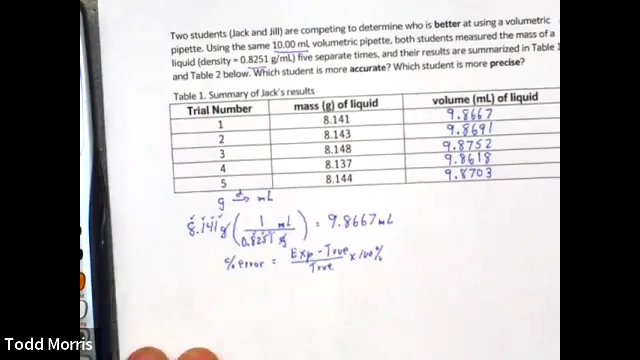 Two students (Jack and Jill) are competing to determine who is better at using a volumetric
pipette. Using the same 10.00 mL volumetric pipette, both students measured the mass of a
liquid (density = 0.8251 g/mL) five separate times, and their results are summarized in Table 1
and Table 2 below. Which student is more accurate? Which student is more precise?
Table 1. Summary of Jack's results
Trial Number mass (g) of liquid volume (mL) of liquid
1 8.141 9.8667
2 8.143 9.8691
3 8.148 9.8752
4 8.137 9.8618
5 8.144 9.8703
g → mL
8.141 g ( 1 mL / 0.8251 g ) = 9.8667 mL
% error = Exp - True / True × 100%
Todd Morris